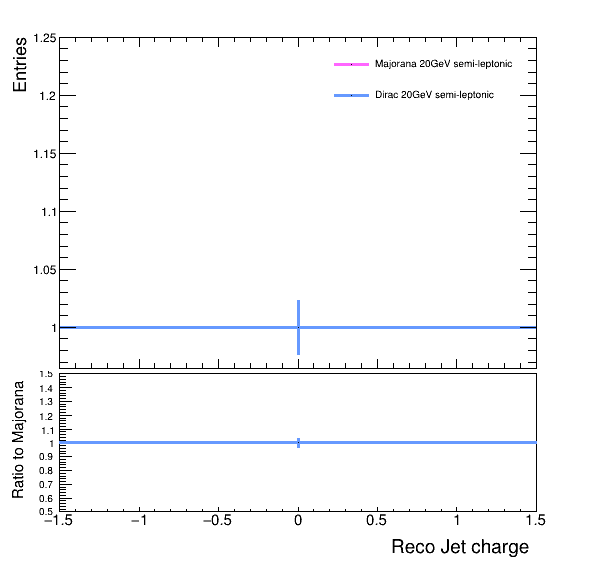 Entries
1.25
1.2
1.15
1.1
1.05
1
Majorana 20GeV semi-leptonic
Dirac 20GeV semi-leptonic
Ratio to Majorana
1.5
1.4
1.3
1.2
1.1
1
0.9
0.8
0.7
0.6
0.5
−1.5 −1 −0.5 0 0.5 1 1.5
Reco Jet charge